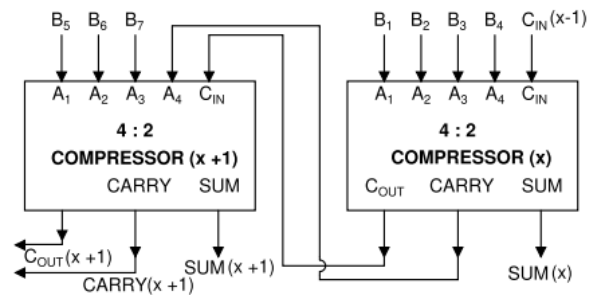 B5 B6 B7 B1 B2 B3 B4 CIN(x-1)
A1 A2 A3 A4 CIN A1 A2 A3 A4 CIN
4 : 2 4 : 2
COMPRESSOR (x +1) COMPRESSOR (x)
CARRY SUM COUT CARRY SUM
COUT(x +1) SUM(x +1) SUM(x)
CARRY(x +1)